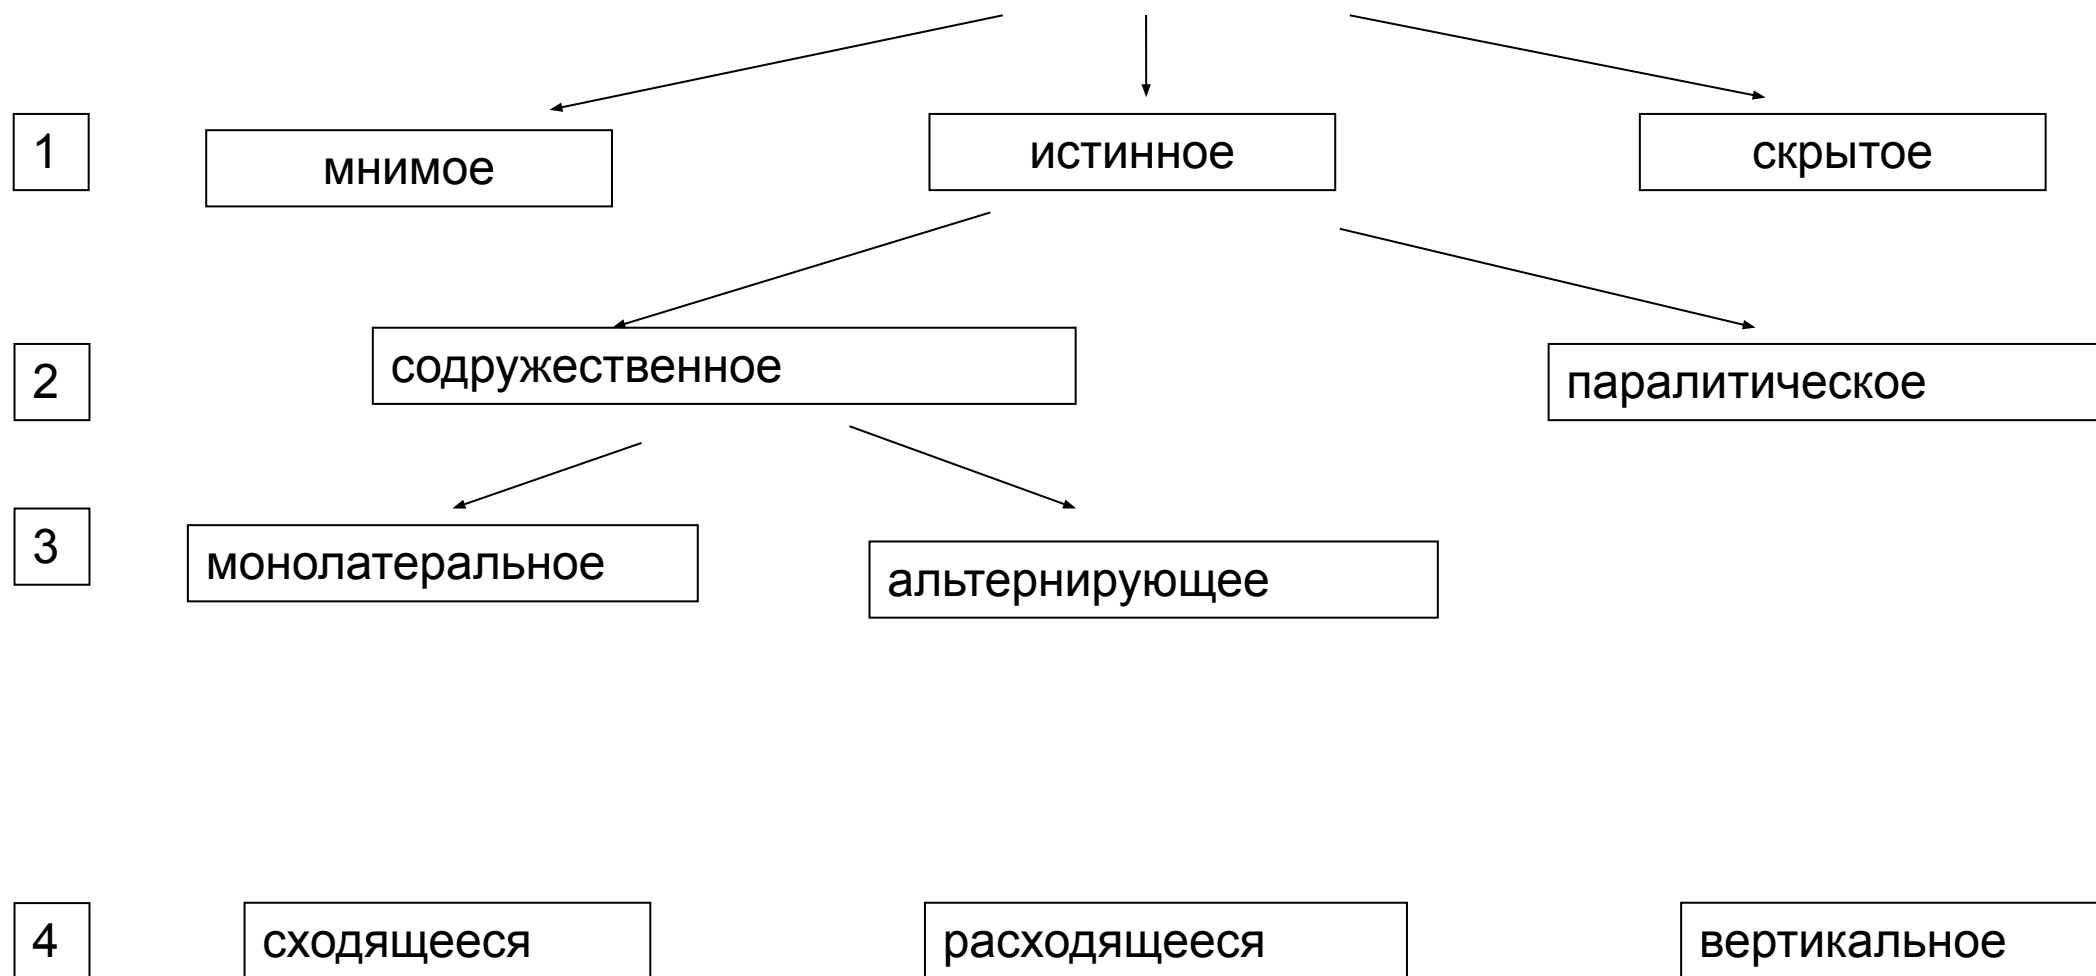 1
мнимое
истинное
скрытое
2
содружественное
паралитическое
3
монолатеральное
альтернирующее
4
сходящееся
расходящееся
вертикальное